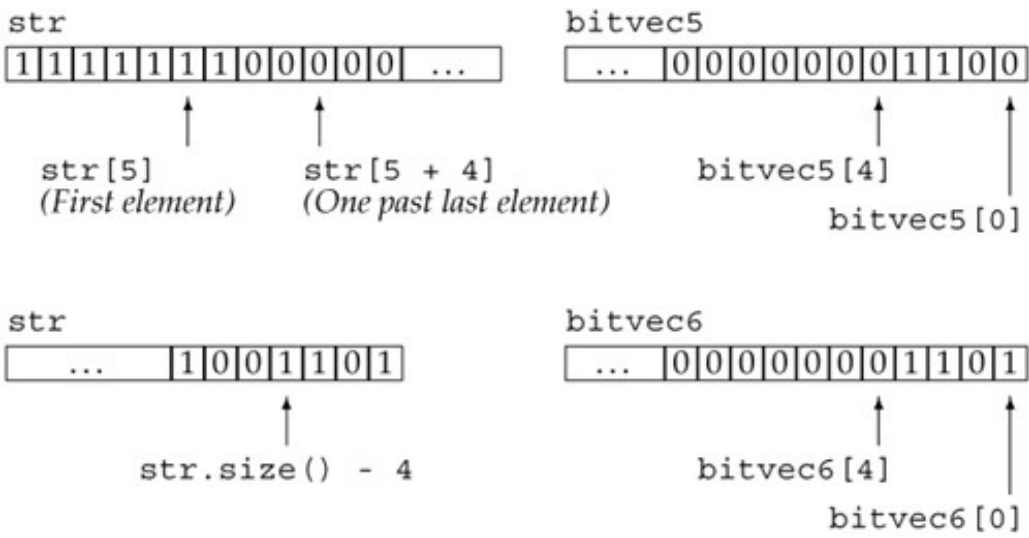 str
1 1 1 1 1 1 1 0 0 0 0 0 ...
str[5]
(First element)
str[5 + 4]
(One past last element)
bitvec5
... 0 0 0 0 0 0 0 1 1 0 0
bitvec5[4]
bitvec5[0]
str
... 1 0 0 1 1 0 1
str.size() - 4
bitvec6
... 0 0 0 0 0 0 0 1 1 0 1
bitvec6[4]
bitvec6[0]